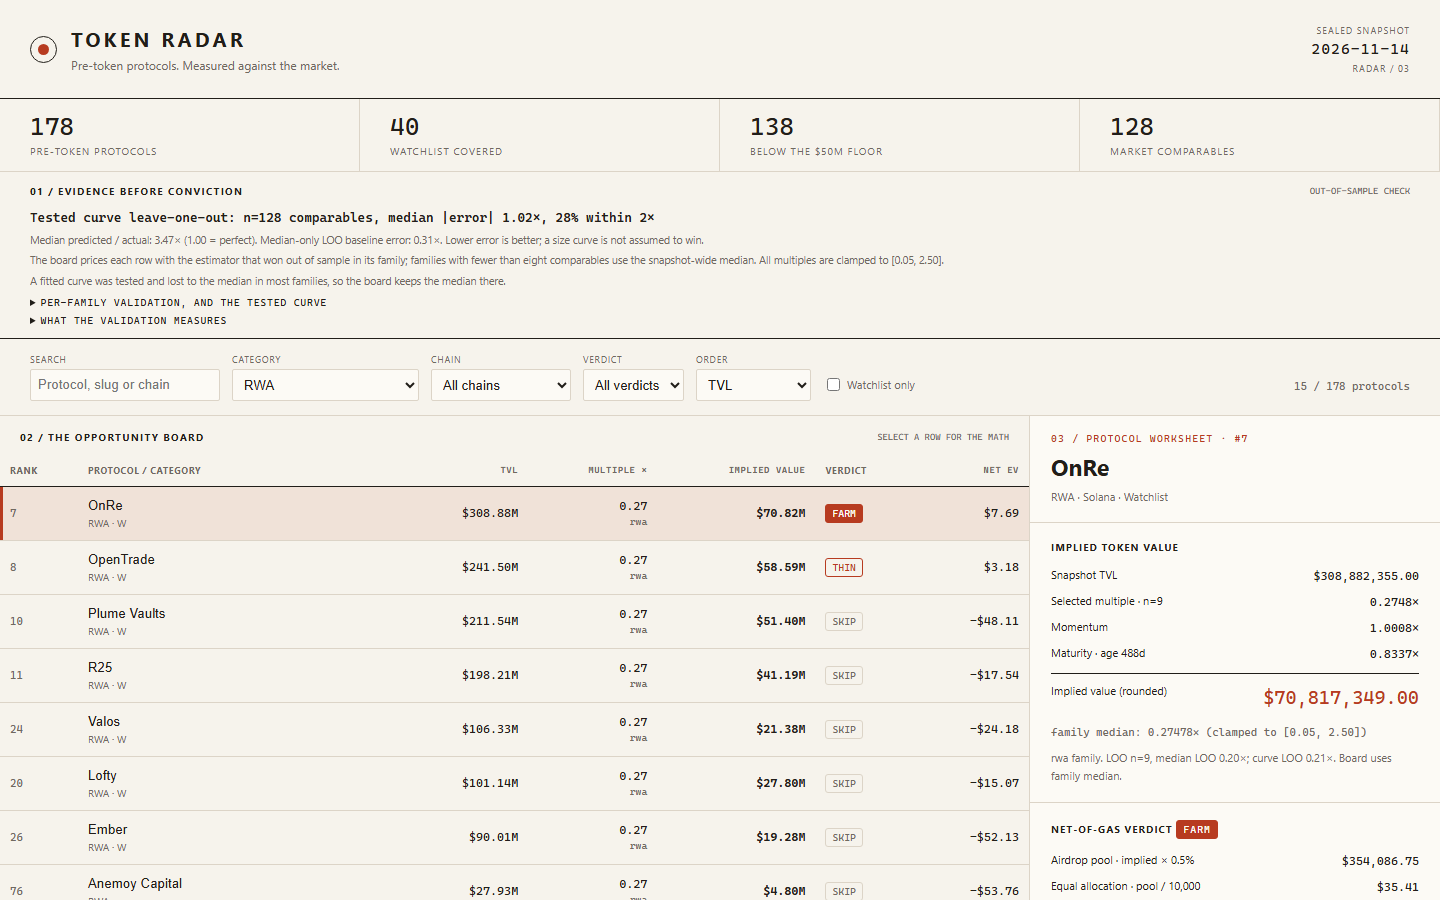 TOKEN RADAR
Pre-token protocols. Measured against the market.
SEALED SNAPSHOT
2026-11-14
RADAR / 03
178
PRE-TOKEN PROTOCOLS
40
WATCHLIST COVERED
138
BELOW THE $50M FLOOR
128
MARKET COMPARABLES
01 / EVIDENCE BEFORE CONVICTION
OUT-OF-SAMPLE CHECK
Tested curve leave-one-out: n=128 comparables, median |error| 1.02×, 28% within 2×
Median predicted / actual: 3.47× (1.00 = perfect). Median-only LOO baseline error: 0.31×. Lower error is better; a size curve is not assumed to win.
The board prices each row with the estimator that won out of sample in its family; families with fewer than eight comparables use the snapshot-wide median. All multiples are clamped to [0.05, 2.50].
A fitted curve was tested and lost to the median in most families, so the board keeps the median there.
▶ PER-FAMILY VALIDATION, AND THE TESTED CURVE
▶ WHAT THE VALIDATION MEASURES
SEARCH CATEGORY CHAIN VERDICT ORDER
Protocol, slug or chain RWA All chains All verdicts TVL Watchlist only 15 / 178 protocols
02 / THE OPPORTUNITY BOARD
SELECT A ROW FOR THE MATH
RANK PROTOCOL / CATEGORY TVL MULTIPLE × IMPLIED VALUE VERDICT NET EV
7 OnRe RWA · W $308.88M 0.27 rwa $70.82M FARM $7.69
8 OpenTrade RWA · W $241.50M 0.27 rwa $58.59M THIN $3.18
10 Plume Vaults RWA · W $211.54M 0.27 rwa $51.40M SKIP −$48.11
11 R25 RWA · W $198.21M 0.27 rwa $41.19M SKIP −$17.54
24 Valos RWA · W $106.33M 0.27 rwa $21.38M SKIP −$24.18
20 Lofty RWA · W $101.14M 0.27 rwa $27.80M SKIP −$15.07
26 Ember RWA · W $90.01M 0.27 rwa $19.28M SKIP −$52.13
76 Anemoy Capital $27.93M 0.27 $4.80M SKIP −$53.76
03 / PROTOCOL WORKSHEET · #7
OnRe
RWA · Solana · Watchlist
IMPLIED TOKEN VALUE
Snapshot TVL $308,882,355.00
Selected multiple · n=9 0.2748×
Momentum 1.0008×
Maturity · age 488d 0.8337×
Implied value (rounded) $70,817,349.00
family median: 0.27478× (clamped to [0.05, 2.50])
rwa family. LOO n=9, median LOO 0.20×; curve LOO 0.21×. Board uses
family median.
NET-OF-GAS VERDICT FARM
Airdrop pool · implied × 0.5% $354,086.75
Equal allocation · pool / 10,000 $35.41